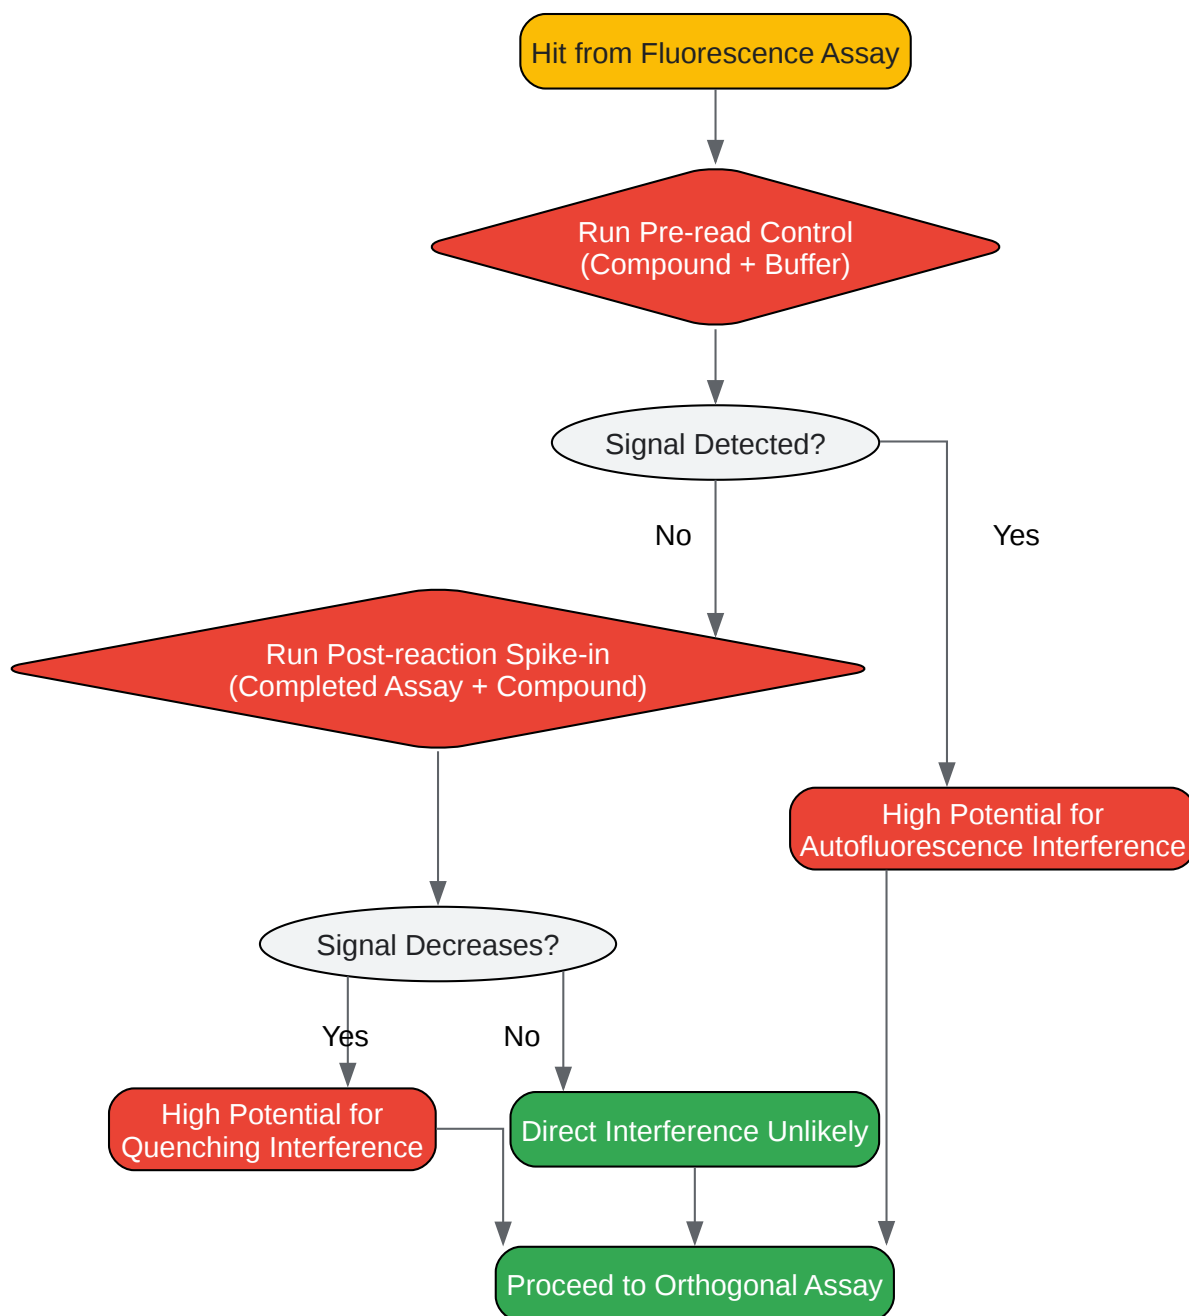 Hit from Fluorescence Assay
Run Pre-read Control
(Compound + Buffer)
Signal Detected?
No
Yes
Run Post-reaction Spike-in
(Completed Assay + Compound)
High Potential for
Autofluorescence Interference
Signal Decreases?
Yes
No
High Potential for
Quenching Interference
Direct Interference Unlikely
Proceed to Orthogonal Assay